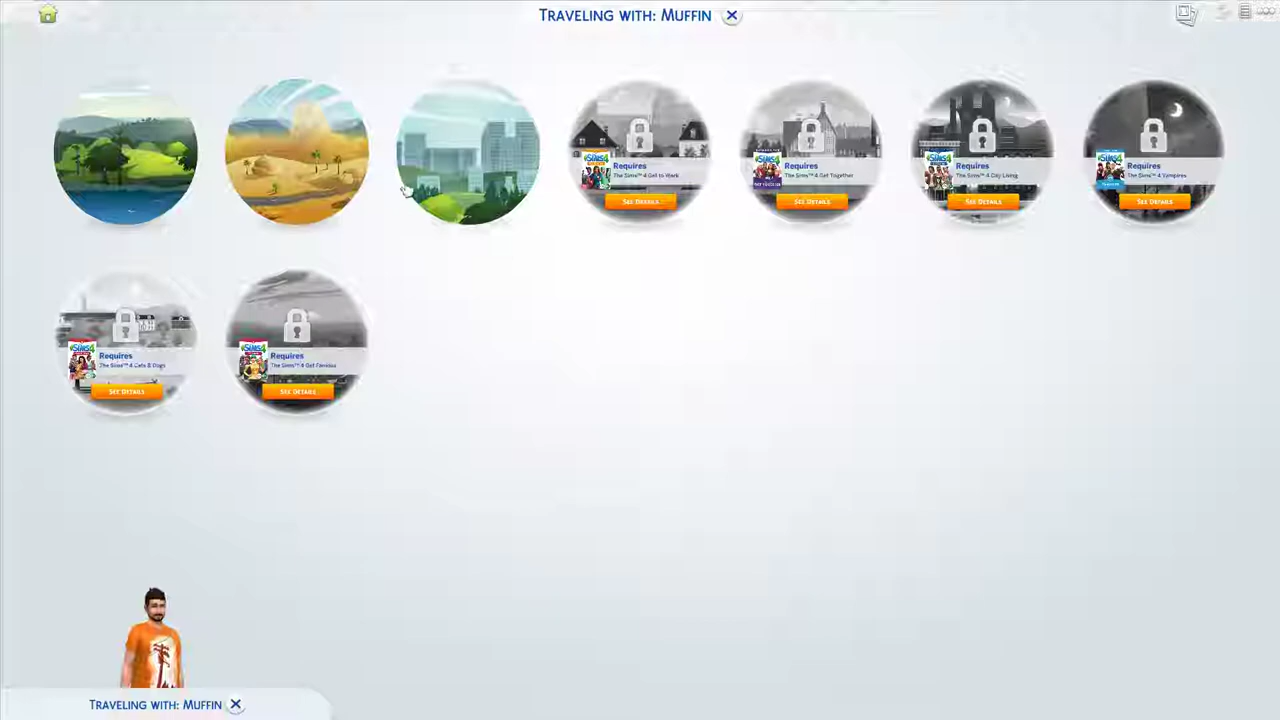 TRAVELING WITH: MUFFIN
Requires
The Sims™ 4 Get to Work
SEE DETAILS
Requires
The Sims™ 4 Get Together
SEE DETAILS
Requires
The Sims™ 4 City Living
SEE DETAILS
Requires
The Sims™ 4 Vampires
SEE DETAILS
Requires
The Sims™ 4 Cats & Dogs
SEE DETAILS
Requires
The Sims™ 4 Get Famous
SEE DETAILS
TRAVELING WITH: MUFFIN